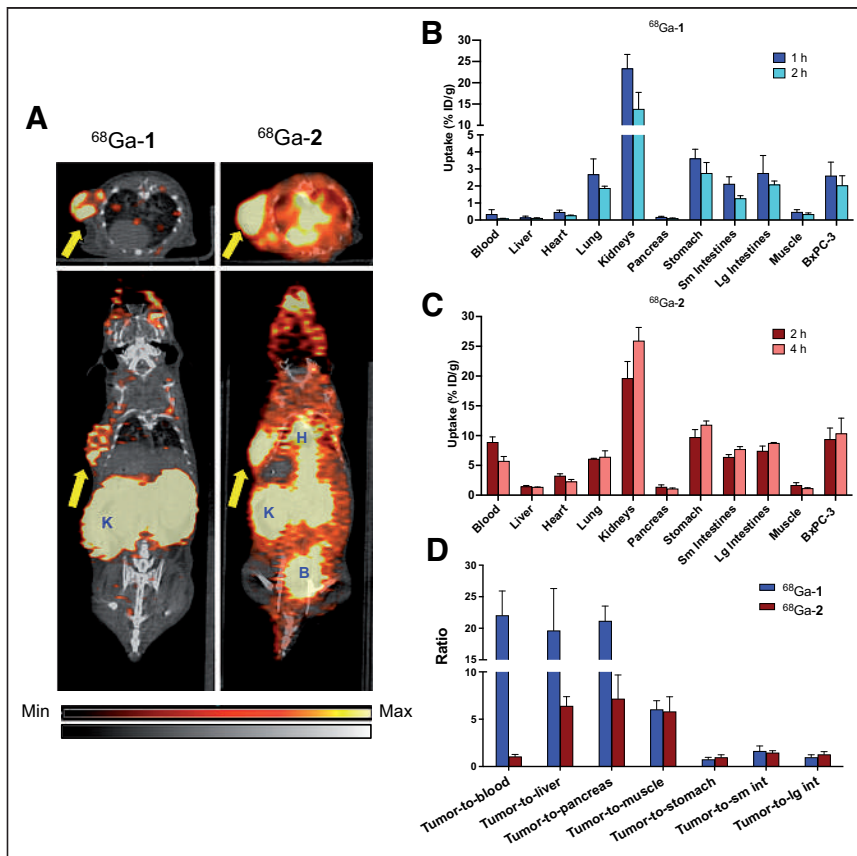 A
⁶⁸Ga-1
⁶⁸Ga-2
K
H
K
B
Min
Max
B
⁶⁸Ga-1
Uptake (% ID/g)
30
25
20
15
10
5
4
3
2
1
0
1 h
2 h
Blood
Liver
Heart
Lung
Kidneys
Pancreas
Stomach
Sm Intestines
Lg Intestines
Muscle
BxPC-3
C
⁶⁸Ga-2
Uptake (% ID/g)
30
25
20
15
10
5
0
2 h
4 h
Blood
Liver
Heart
Lung
Kidneys
Pancreas
Stomach
Sm Intestines
Lg Intestines
Muscle
BxPC-3
D
Ratio
30
25
20
15
10
5
0
⁶⁸Ga-1
⁶⁸Ga-2
Tumor-to-blood
Tumor-to-liver
Tumor-to-pancreas
Tumor-to-muscle
Tumor-to-stomach
Tumor-to-sm int
Tumor-to-lg int